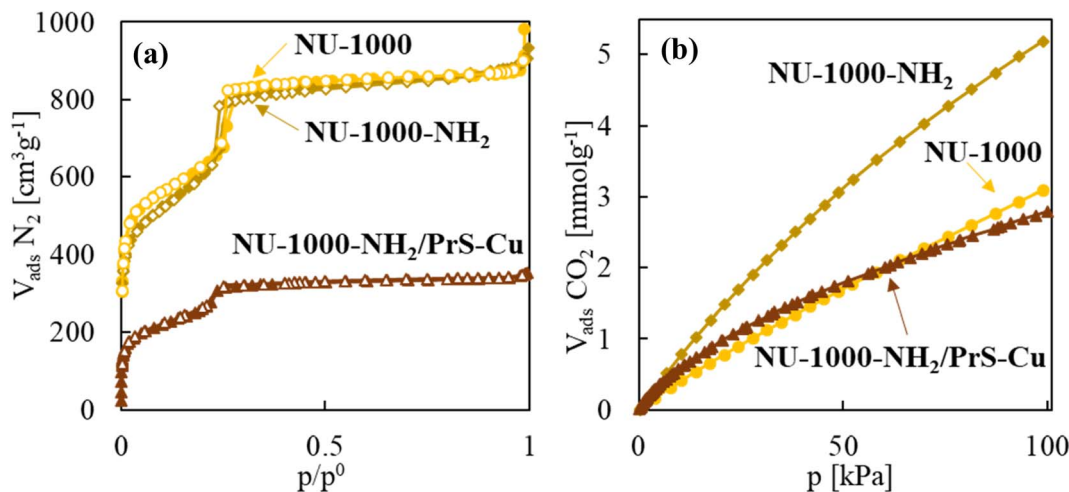 (a)
NU-1000
NU-1000-NH₂
NU-1000-NH₂/PrS-Cu
V_ads N₂ [cm³g⁻¹]
1000
800
600
400
200
0
0
0.5
1
p/p⁰
(b)
NU-1000-NH₂
NU-1000
NU-1000-NH₂/PrS-Cu
V_ads CO₂ [mmolg⁻¹]
5
4
3
2
1
0
0
50
100
p [kPa]